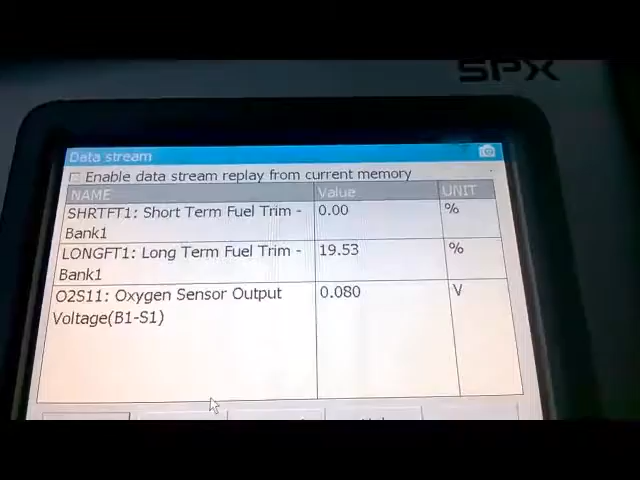 SPX
Data stream
Enable data stream replay from current memory
NAME Value UNIT
SHRTFT1: Short Term Fuel Trim - 0.00 %
Bank1
LONGFT1: Long Term Fuel Trim - 19.53 %
Bank1
O2S11: Oxygen Sensor Output 0.080 V
Voltage(B1-S1)